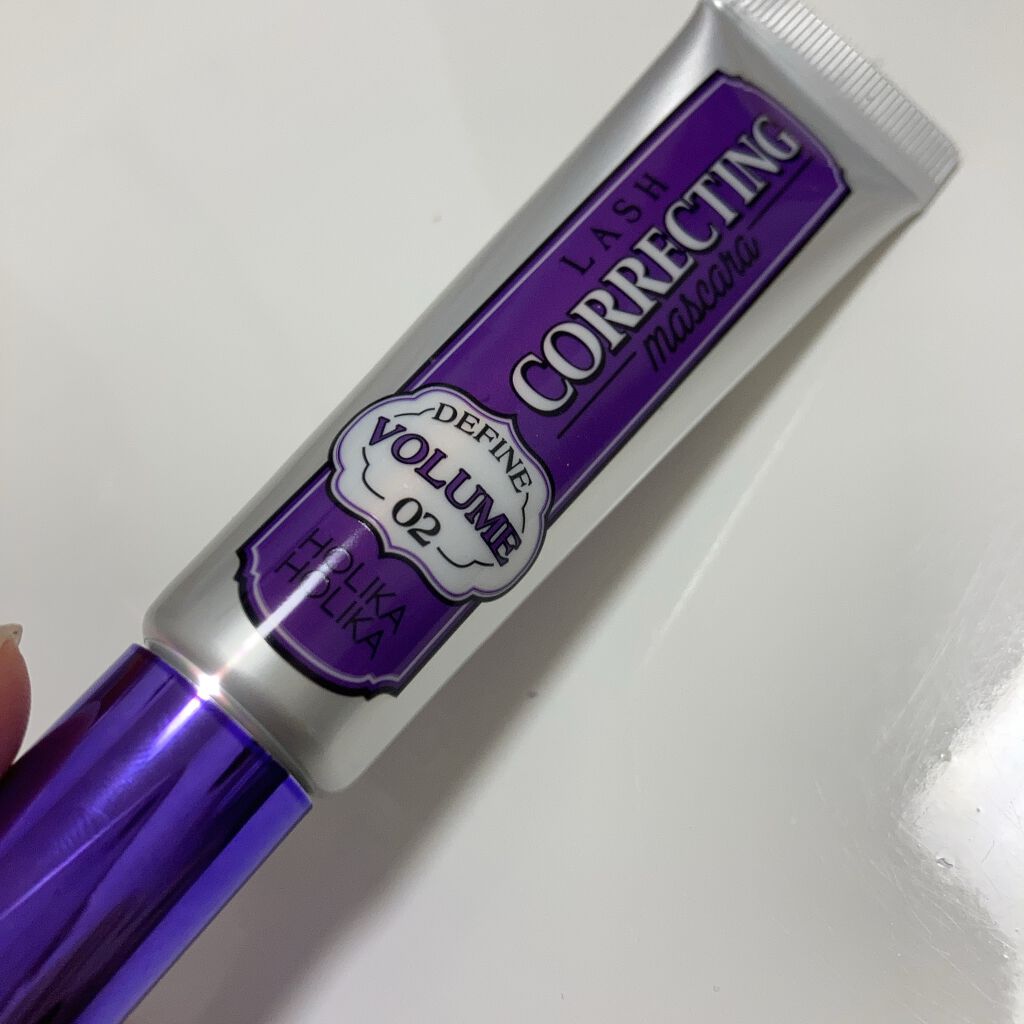 LASH
CORRECTING
mascara
DEFINE
VOLUME
02
HOLIKA
HOLIKA